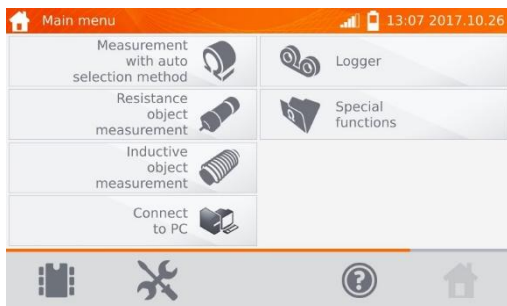 Main menu
13:07 2017.10.26
Measurement
with auto
selection method
Logger
Resistance
object
measurement
Special
functions
Inductive
object
measurement
Connect
to PC